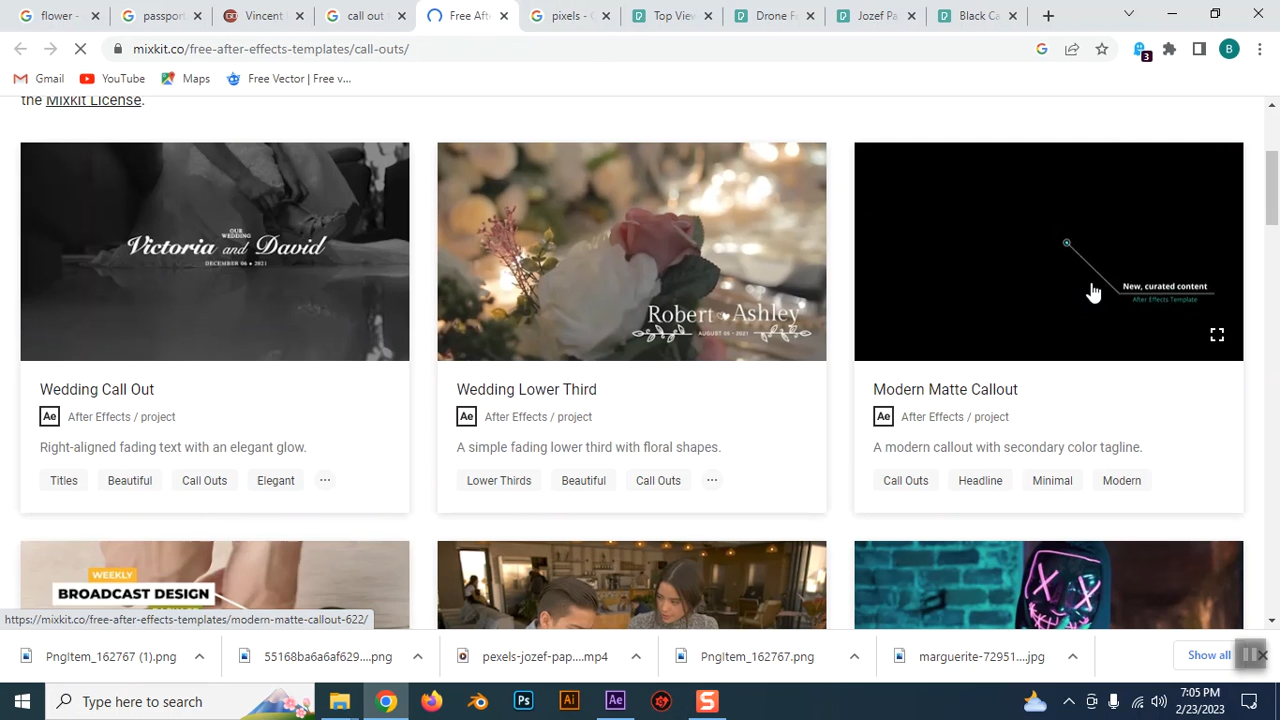 flower -
passport
Vincent
call out
Free Aft
pixels - G
Top View
Drone F
Jozef Pa
Black Ca
mixkit.co/free-after-effects-templates/call-outs/
3
B
Gmail
YouTube
Maps
Free Vector | Free v...
the Mixkit License.
OUR
WEDDING
Victoria and David
DECEMBER 06 • 2021
Robert Ashley
AUGUST 05 • 2021
New, curated content
After Effects Template
Wedding Call Out
Wedding Lower Third
Modern Matte Callout
Ae After Effects / project
Ae After Effects / project
Ae After Effects / project
Right-aligned fading text with an elegant glow.
A simple fading lower third with floral shapes.
A modern callout with secondary color tagline.
Titles Beautiful Call Outs Elegant ...
Lower Thirds Beautiful Call Outs ...
Call Outs Headline Minimal Modern
WEEKLY
BROADCAST DESIGN
https://mixkit.co/free-after-effects-templates/modern-matte-callout-622/
PngItem_162767 (1).png
55168ba6a6af629....png
pexels-jozef-pap....mp4
PngItem_162767.png
marguerite-72951....jpg
Show all
Type here to search
Ps
Ai
Ae
S
7:05 PM
2/23/2023